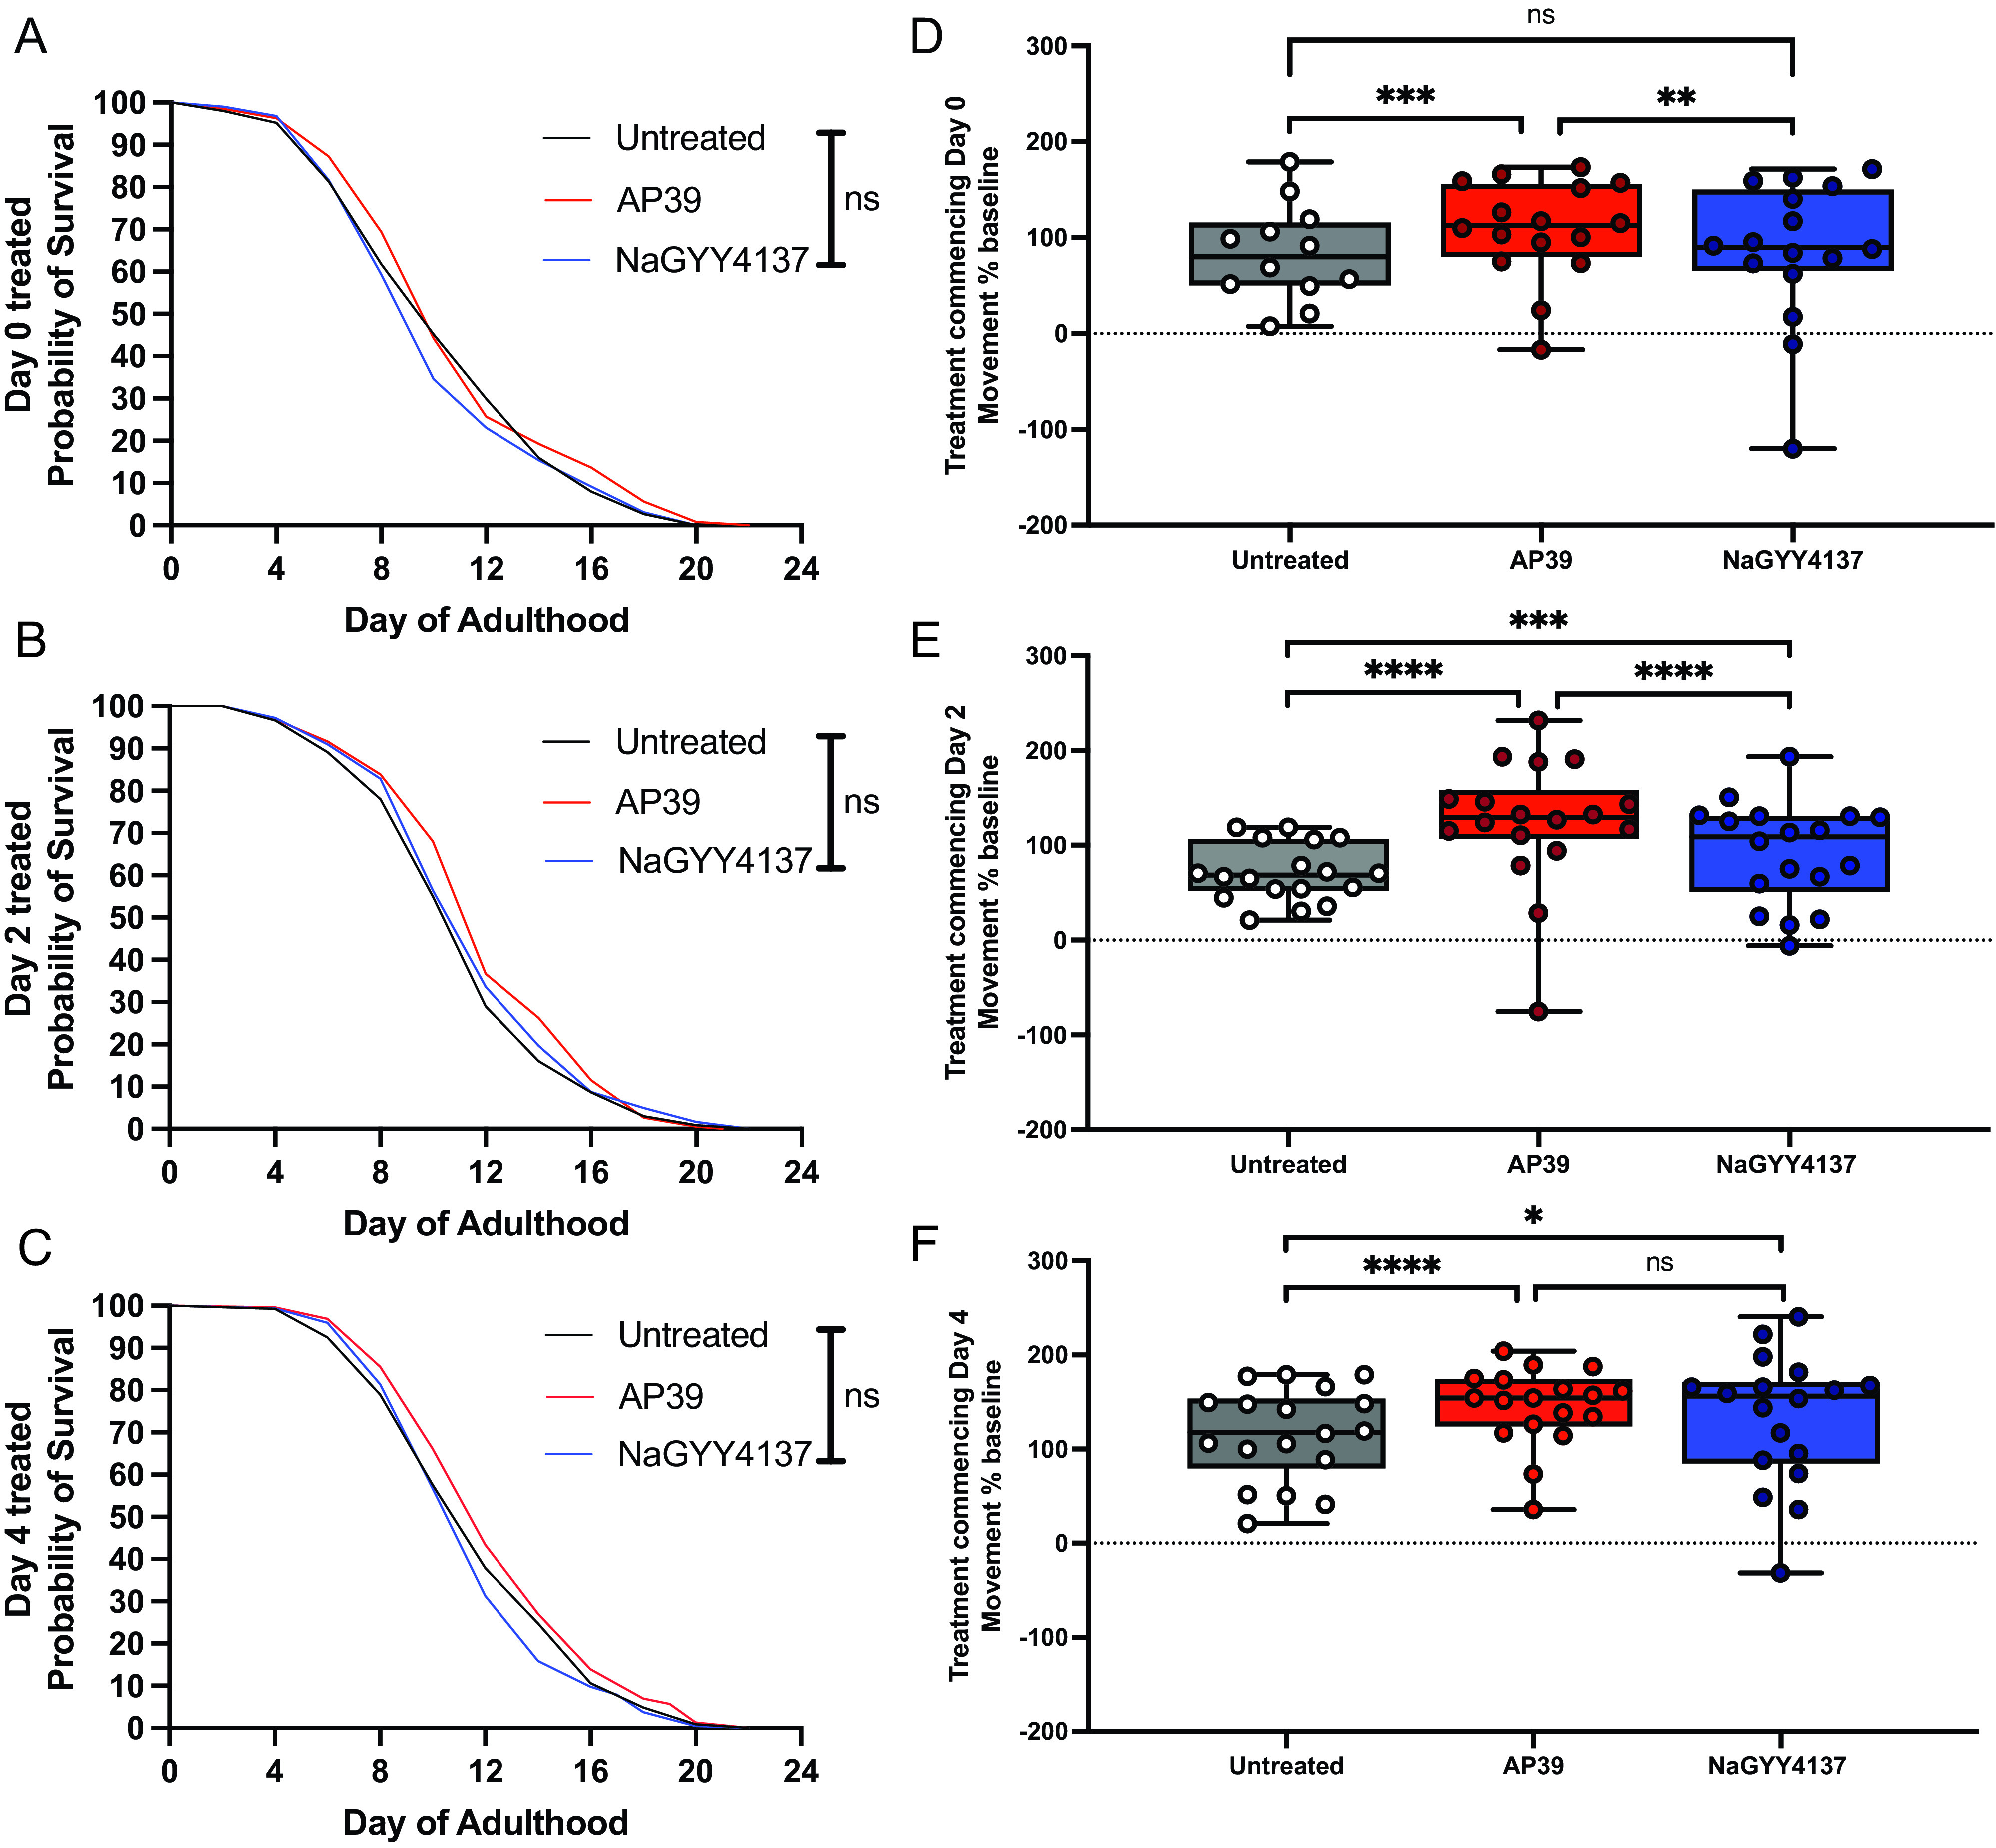 A
Day 0 treated
Probability of Survival
100
90
80
70
60
50
40
30
20
10
0
0 4 8 12 16 20 24
Day of Adulthood
Untreated
AP39
NaGYY4137
ns
D
Treatment commencing Day 0
Movement % baseline
300
200
100
0
-100
-200
ns
*** **
Untreated AP39 NaGYY4137
B
Day 2 treated
Probability of Survival
100
90
80
70
60
50
40
30
20
10
0
0 4 8 12 16 20 24
Day of Adulthood
Untreated
AP39
NaGYY4137
ns
E
Treatment commencing Day 2
Movement % baseline
300
200
100
0
-100
-200
***
**** ****
Untreated AP39 NaGYY4137
C
Day 4 treated
Probability of Survival
100
90
80
70
60
50
40
30
20
10
0
0 4 8 12 16 20 24
Day of Adulthood
Untreated
AP39
NaGYY4137
ns
F
Treatment commencing Day 4
Movement % baseline
300
200
100
0
-100
-200
*
**** ns
Untreated AP39 NaGYY4137